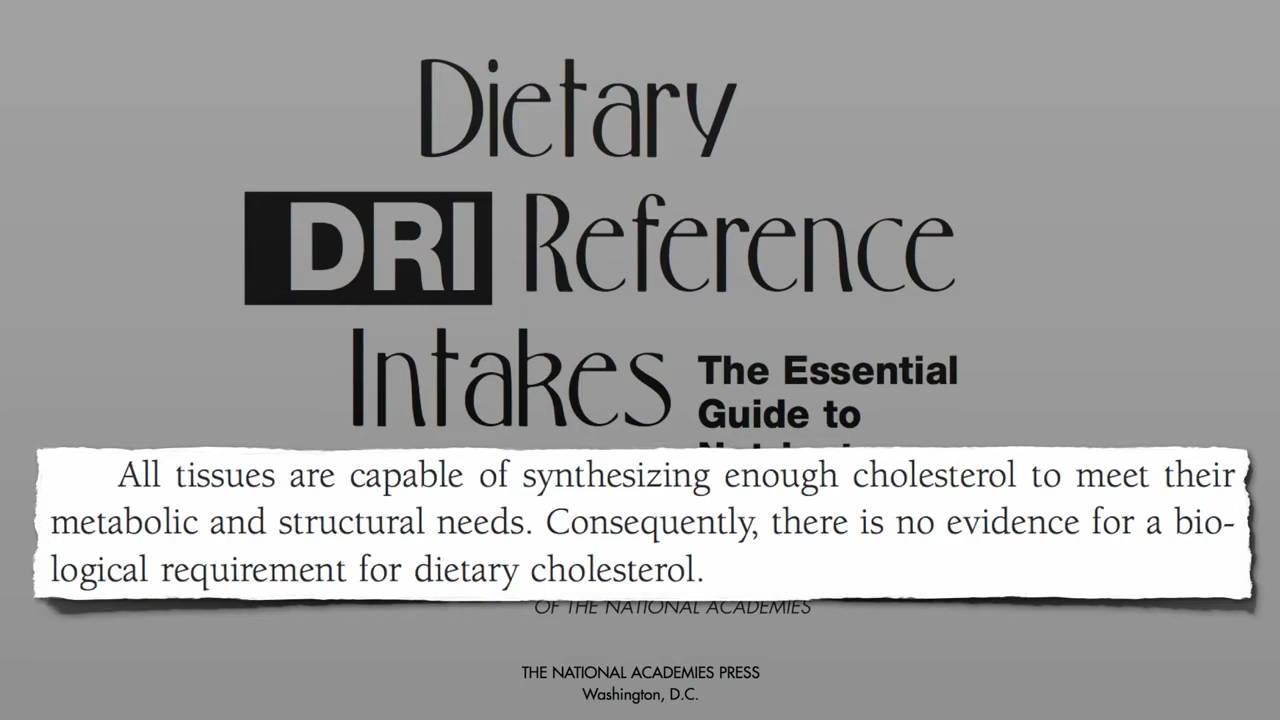 Dietary
DRI Reference
Intakes
The Essential
Guide to
All tissues are capable of synthesizing enough cholesterol to meet their
metabolic and structural needs. Consequently, there is no evidence for a bio-
logical requirement for dietary cholesterol.
OF THE NATIONAL ACADEMIES
THE NATIONAL ACADEMIES PRESS
Washington, D.C.